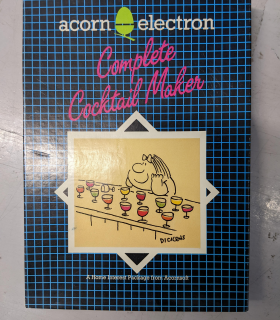 acorn electron
Complete
Cocktail Maker
DICKENS
A Home Interest Package from Acornsoft